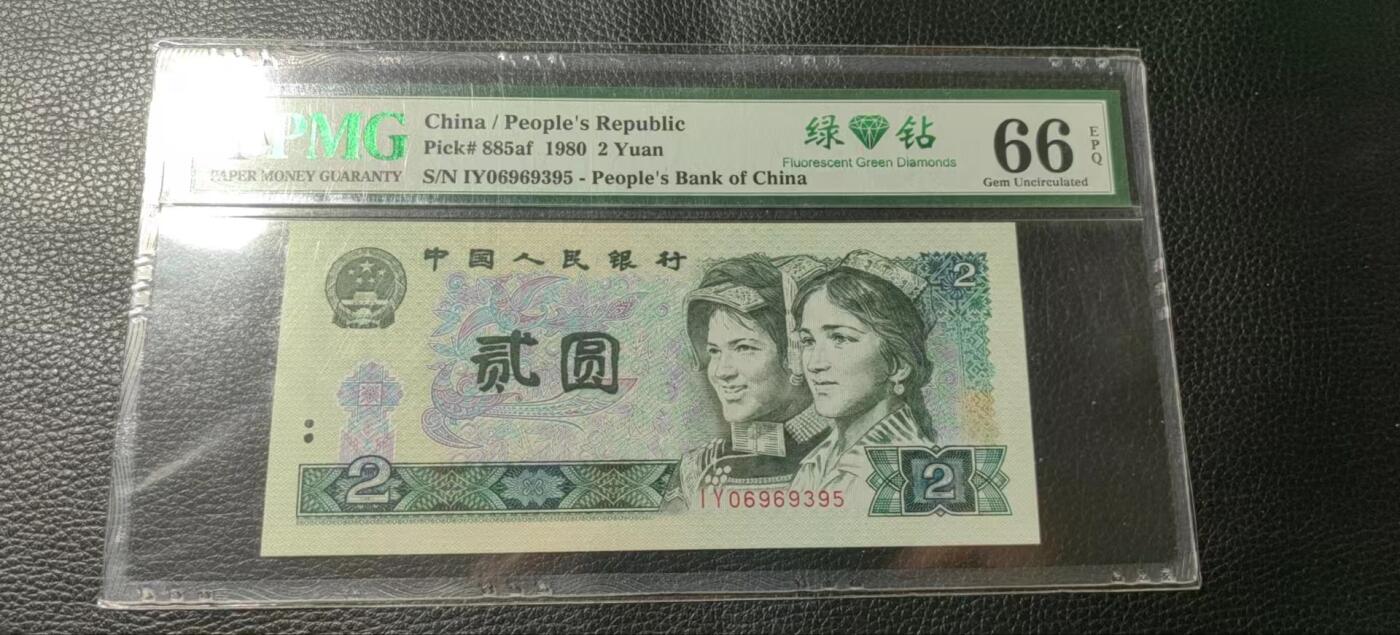 PMG
PAPER MONEY GUARANTY
China / People's Republic
Pick# 885af 1980 2 Yuan
S/N IY06969395 - People's Bank of China
绿 钻
Fluorescent Green Diamonds
66
EPQ
Gem Uncirculated
中国人民银行
2
贰圆
2
IY06969395
2